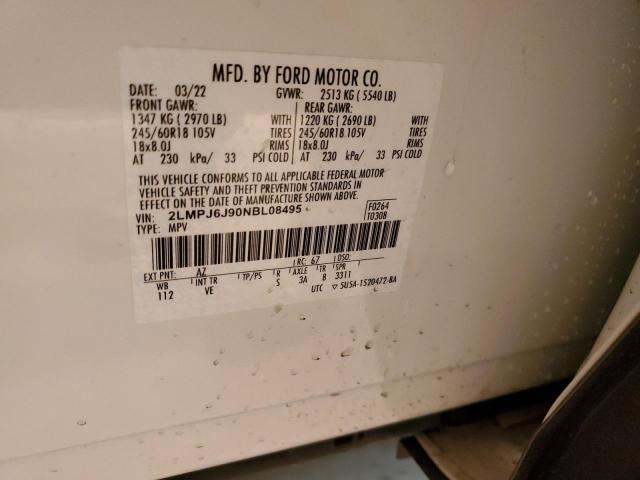 MFD. BY FORD MOTOR CO.
DATE: 03/22 GVWR: 2513 KG ( 5540 LB)
FRONT GAWR: REAR GAWR:
1347 KG ( 2970 LB) WITH 1220 KG ( 2690 LB) WITH
245/60R18 105V TIRES 245/60R18 105V TIRES
18x8.0J RIMS 18x8.0J RIMS
AT 230 kPa/ 33 PSI COLD AT 230 kPa/ 33 PSI COLD
THIS VEHICLE CONFORMS TO ALL APPLICABLE FEDERAL MOTOR
VEHICLE SAFETY AND THEFT PREVENTION STANDARDS IN
EFFECT ON THE DATE OF MANUFACTURE SHOWN ABOVE.
VIN: 2LMPJ6J90NBL08495 F0264
TYPE: MPV T0308
RC: 67 DSO:
EXT PNT: AZ
WB INT TR TP/PS R AXLE TR SPR
112 VE S 3A B 3311
UTC ▽ 5U5A-1520472-BA